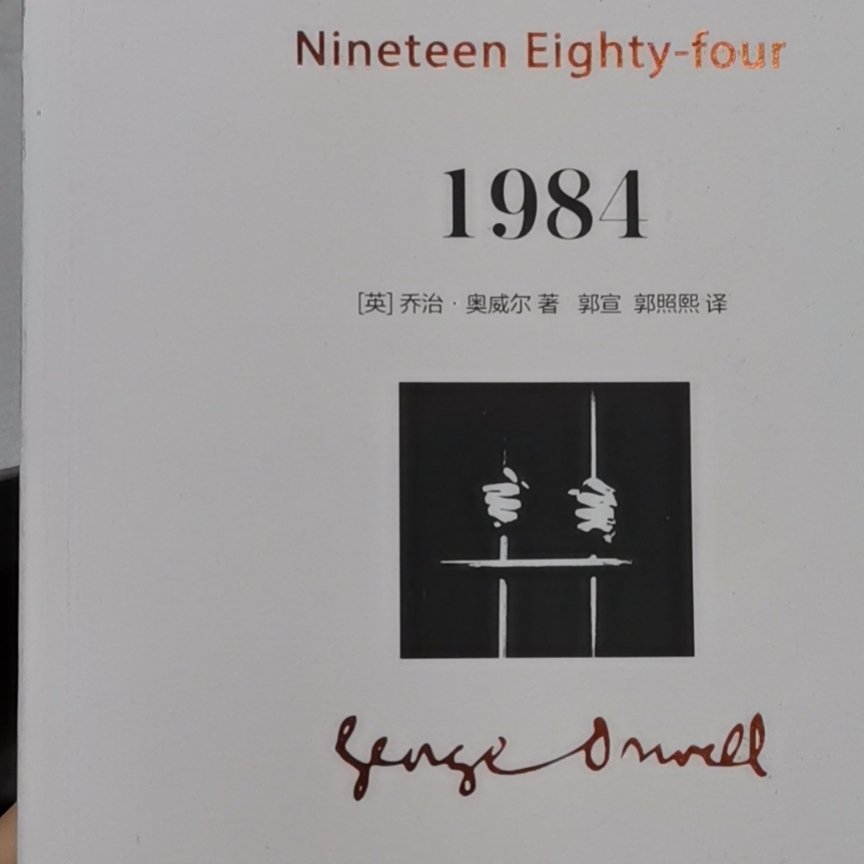 Nineteen Eighty-four
1984
[英] 乔治·奥威尔 著 郭宣 郭照熙 译
George Orwell